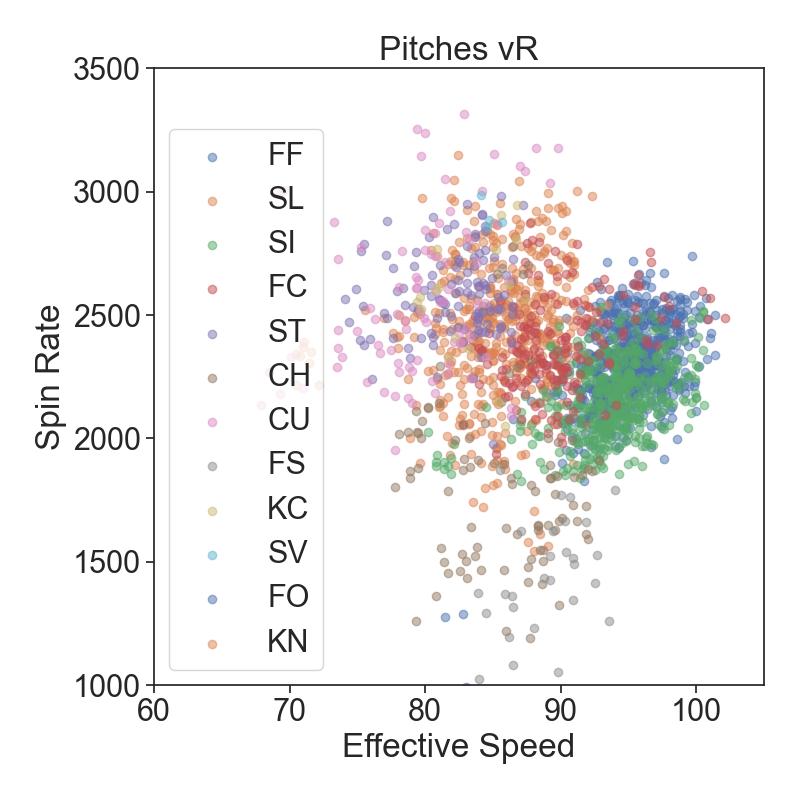 Pitches vR
3500
3000
2500
2000
1500
1000
Spin Rate
FF
SL
SI
FC
ST
CH
CU
FS
KC
SV
FO
KN
60
70
80
90
100
Effective Speed